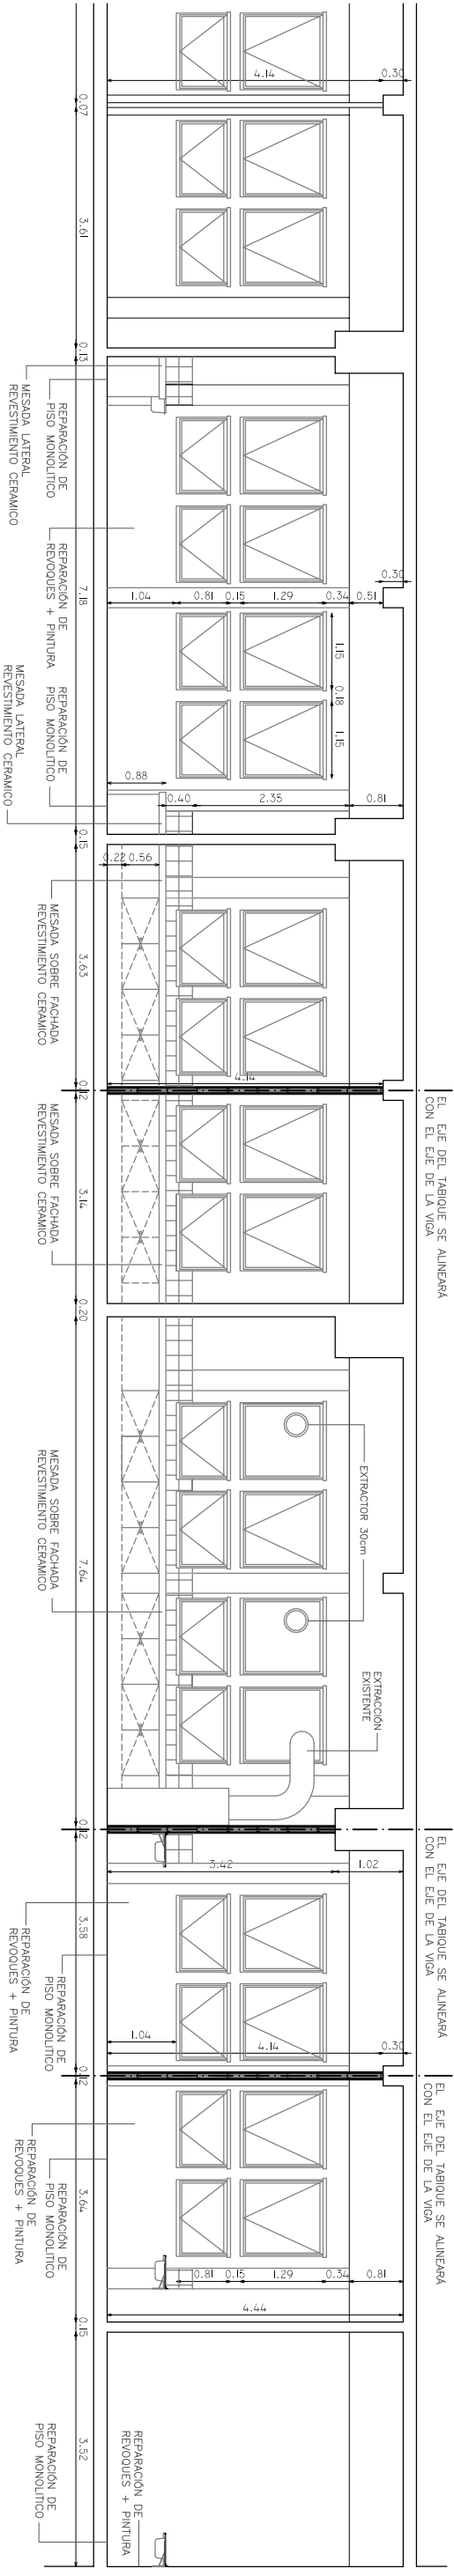 4.14
0.30
0.07
3.61
0.13
MESADA LATERAL
REVESTIMIENTO CERAMICO
REPARACIÓN DE
PISO MONOLITICO
REPARACIÓN DE
REVOQUES + PINTURA
7.18
1.04
0.81
0.15
1.29
0.34
0.51
0.30
1.15
0.18
1.15
0.88
0.40
2.35
0.81
REPARACIÓN DE
PISO MONOLITICO
MESADA LATERAL
REVESTIMIENTO CERAMICO
0.15
0.22
0.56
MESADA SOBRE FACHADA
REVESTIMIENTO CERAMICO
3.63
EL EJE DEL TABIQUE SE ALINEARÁ
CON EL EJE DE LA VIGA
4.14
0.12
3.14
MESADA SOBRE FACHADA
REVESTIMIENTO CERAMICO
0.20
EXTRACTOR 30cm
EXTRACCIÓN
EXISTENTE
MESADA SOBRE FACHADA
REVESTIMIENTO CERAMICO
7.64
EL EJE DEL TABIQUE SE ALINEARÁ
CON EL EJE DE LA VIGA
0.12
3.42
1.02
3.58
REPARACIÓN DE
REVOQUES + PINTURA
REPARACIÓN DE
PISO MONOLITICO
1.04
4.14
0.30
EL EJE DEL TABIQUE SE ALINEARÁ
CON EL EJE DE LA VIGA
0.12
3.64
REPARACIÓN DE
REVOQUES + PINTURA
REPARACIÓN DE
PISO MONOLITICO
0.81
0.15
1.29
0.34
0.81
4.44
0.15
3.52
REPARACIÓN DE
REVOQUES + PINTURA
REPARACIÓN DE
PISO MONOLITICO